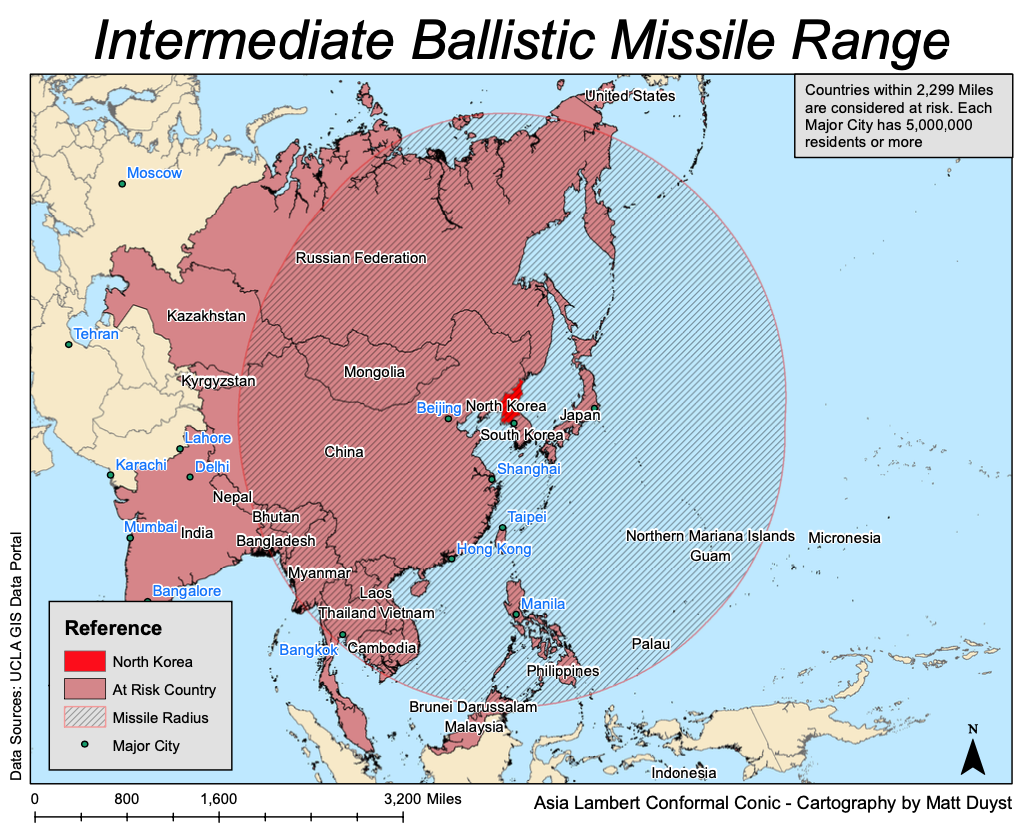 Intermediate Ballistic Missile Range
Countries within 2,299 Miles
are considered at risk. Each
Major City has 5,000,000
residents or more
United States
Moscow
Russian Federation
Kazakhstan
Tehran
Kyrgyzstan
Mongolia
Beijing
North Korea
Japan
South Korea
Lahore
China
Karachi
Delhi
Shanghai
Nepal
Bhutan
Taipei
Mumbai
India
Northern Mariana Islands
Micronesia
Bangladesh
Hong Kong
Guam
Myanmar
Bangalore
Laos
Manila
Thailand
Vietnam
Bangkok
Cambodia
Palau
Philippines
Brunei Darussalam
Malaysia
Indonesia
Reference
North Korea
At Risk Country
Missile Radius
Major City
N
Data Sources: UCLA GIS Data Portal
0 800 1,600 3,200 Miles
Asia Lambert Conformal Conic - Cartography by Matt Duyst